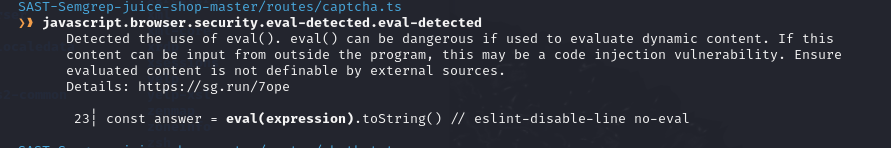 SAST-Semgrep-juice-shop-master/routes/captcha.ts
❯❱ javascript.browser.security.eval-detected.eval-detected
Detected the use of eval(). eval() can be dangerous if used to evaluate dynamic content. If this
content can be input from outside the program, this may be a code injection vulnerability. Ensure
evaluated content is not definable by external sources.
Details: https://sg.run/7ope
23┆ const answer = eval(expression).toString() // eslint-disable-line no-eval